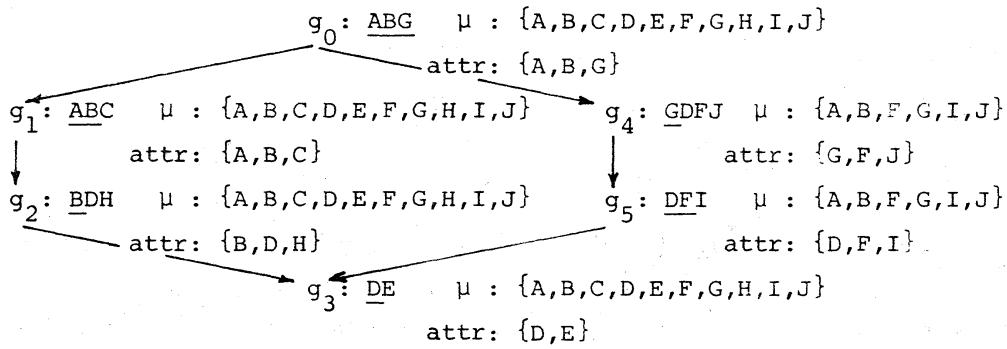 g0: ABG μ : {A,B,C,D,E,F,G,H,I,J}
attr: {A,B,G}
g1: ABC μ : {A,B,C,D,E,F,G,H,I,J} g4: GDFJ μ : {A,B,F,G,I,J}
attr: {A,B,C} attr: {G,F,J}
g2: BDH μ : {A,B,C,D,E,F,G,H,I,J} g5: DFI μ : {A,B,F,G,I,J}
attr: {B,D,H} attr: {D,F,I}
g3: DE μ : {A,B,C,D,E,F,G,H,I,J}
attr: {D,E}